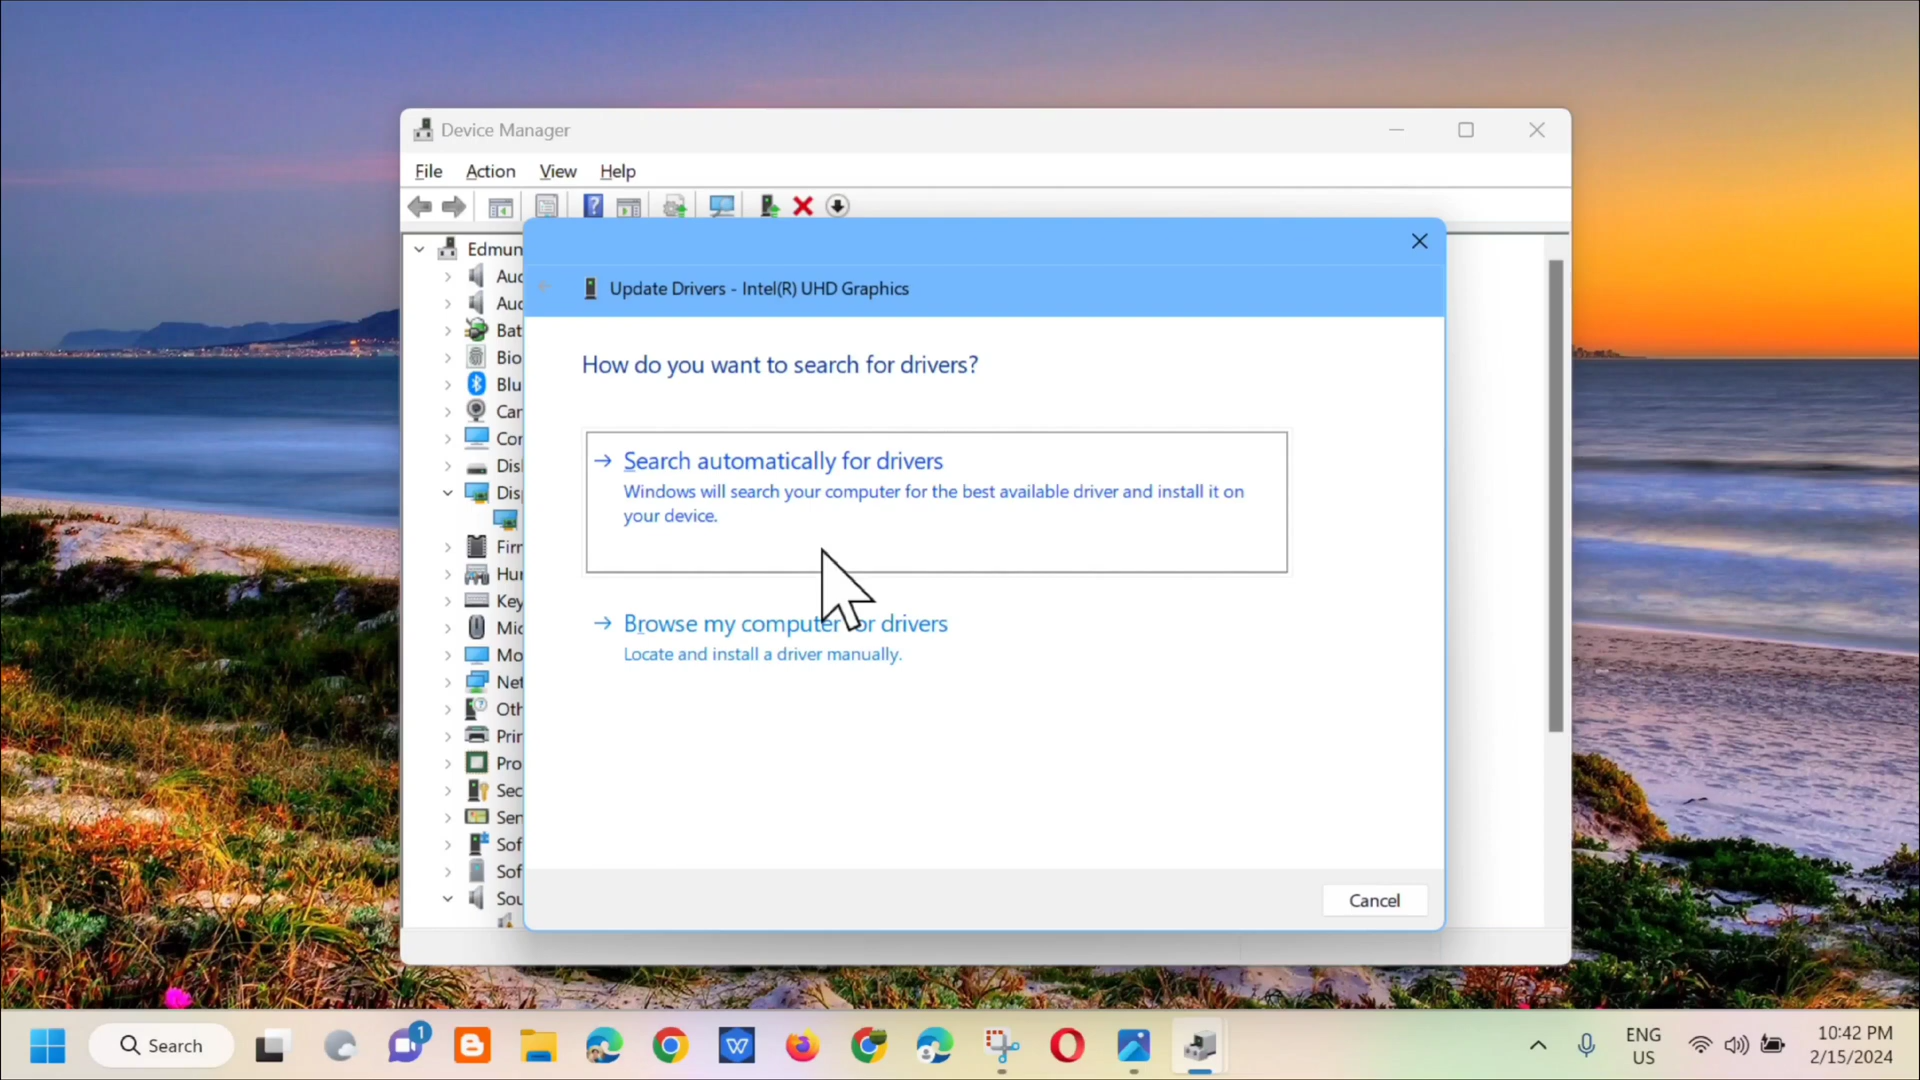 Device Manager
File Action View Help
Edmun
Update Drivers - Intel(R) UHD Graphics
Aud
Aud
Bat
Bio
Blu
Car
Cor
Dis
Dis
Firr
Hur
Key
Mic
Mo
Net
Oth
Prir
Pro
Sec
Ser
Sof
Sof
Sou
How do you want to search for drivers?
Search automatically for drivers
Windows will search your computer for the best available driver and install it on
your device.
Browse my computer for drivers
Locate and install a driver manually.
Cancel
Search
1
ENG
US
10:42 PM
2/15/2024